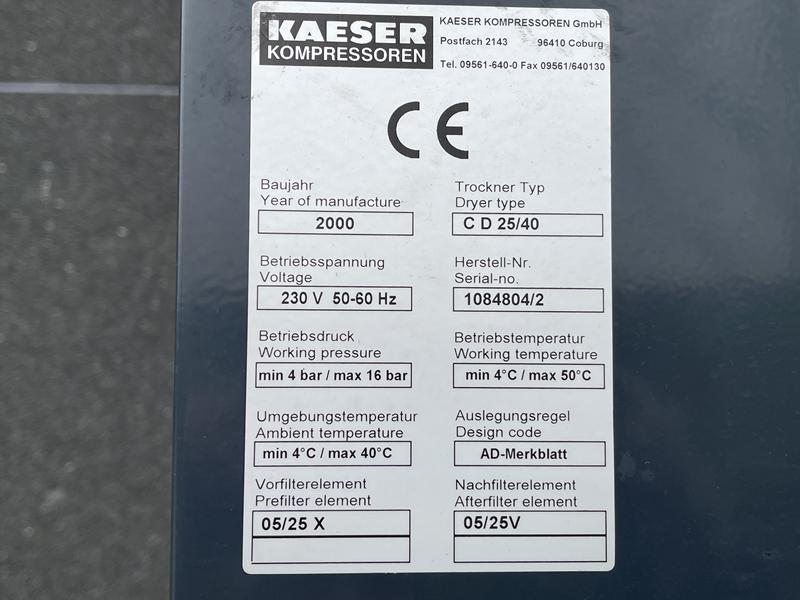 KAESER
KOMPRESSOREN
KAESER KOMPRESSOREN GmbH
Postfach 2143 96410 Coburg
Tel. 09561-640-0 Fax 09561/640130
CE
Baujahr
Year of manufacture
2000
Trockner Typ
Dryer type
C D 25/40
Betriebsspannung
Voltage
230 V 50-60 Hz
Herstell-Nr.
Serial-no.
1084804/2
Betriebsdruck
Working pressure
min 4 bar / max 16 bar
Betriebstemperatur
Working temperature
min 4°C / max 50°C
Umgebungstemperatur
Ambient temperature
min 4°C / max 40°C
Auslegungsregel
Design code
AD-Merkblatt
Vorfilterelement
Prefilter element
05/25 X
Nachfilterelement
Afterfilter element
05/25V